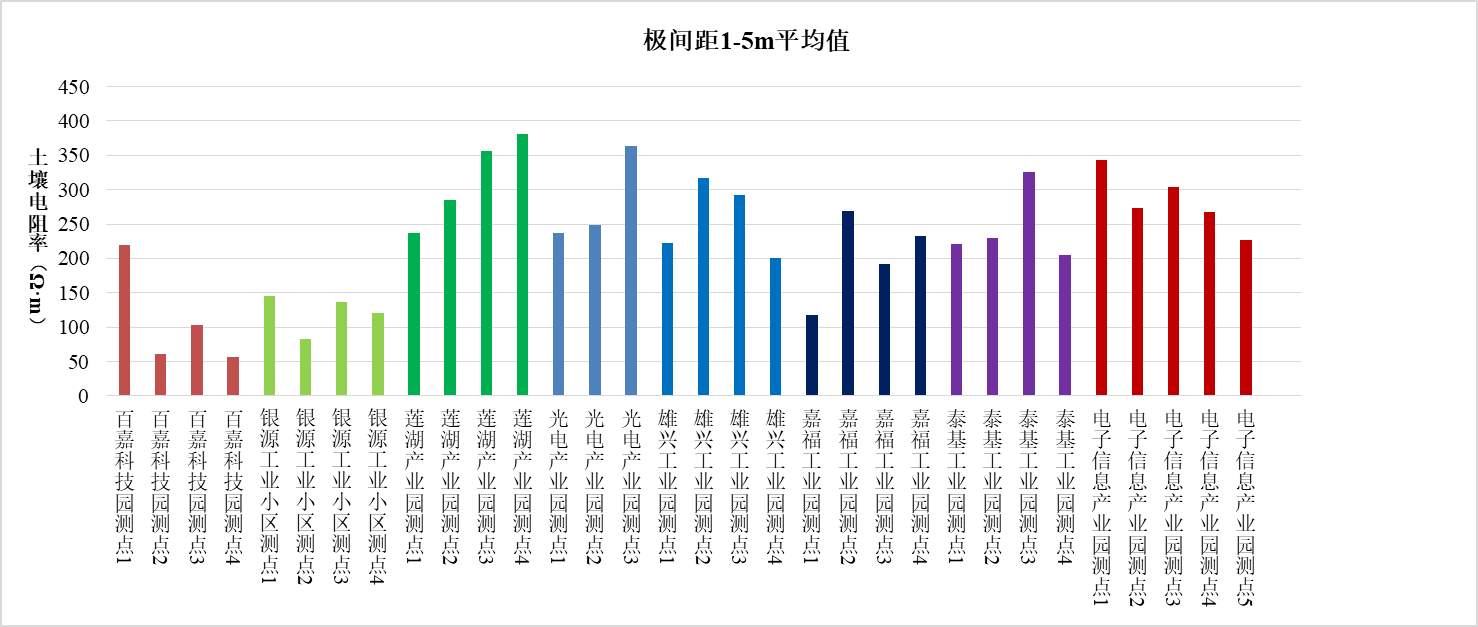 极间距1-5m平均值
土壤电阻率（Ω·m）
450
400
350
300
250
200
150
100
50
0
百嘉科技园测点1
百嘉科技园测点2
百嘉科技园测点3
百嘉科技园测点4
银源工业小区测点1
银源工业小区测点2
银源工业小区测点3
银源工业小区测点4
莲湖产业园测点1
莲湖产业园测点2
莲湖产业园测点3
莲湖产业园测点4
光电产业园测点1
光电产业园测点2
光电产业园测点3
雄兴工业园测点1
雄兴工业园测点2
雄兴工业园测点3
雄兴工业园测点4
嘉福工业园测点1
嘉福工业园测点2
嘉福工业园测点3
嘉福工业园测点4
泰基工业园测点1
泰基工业园测点2
泰基工业园测点3
泰基工业园测点4
电子信息产业园测点1
电子信息产业园测点2
电子信息产业园测点3
电子信息产业园测点4
电子信息产业园测点5